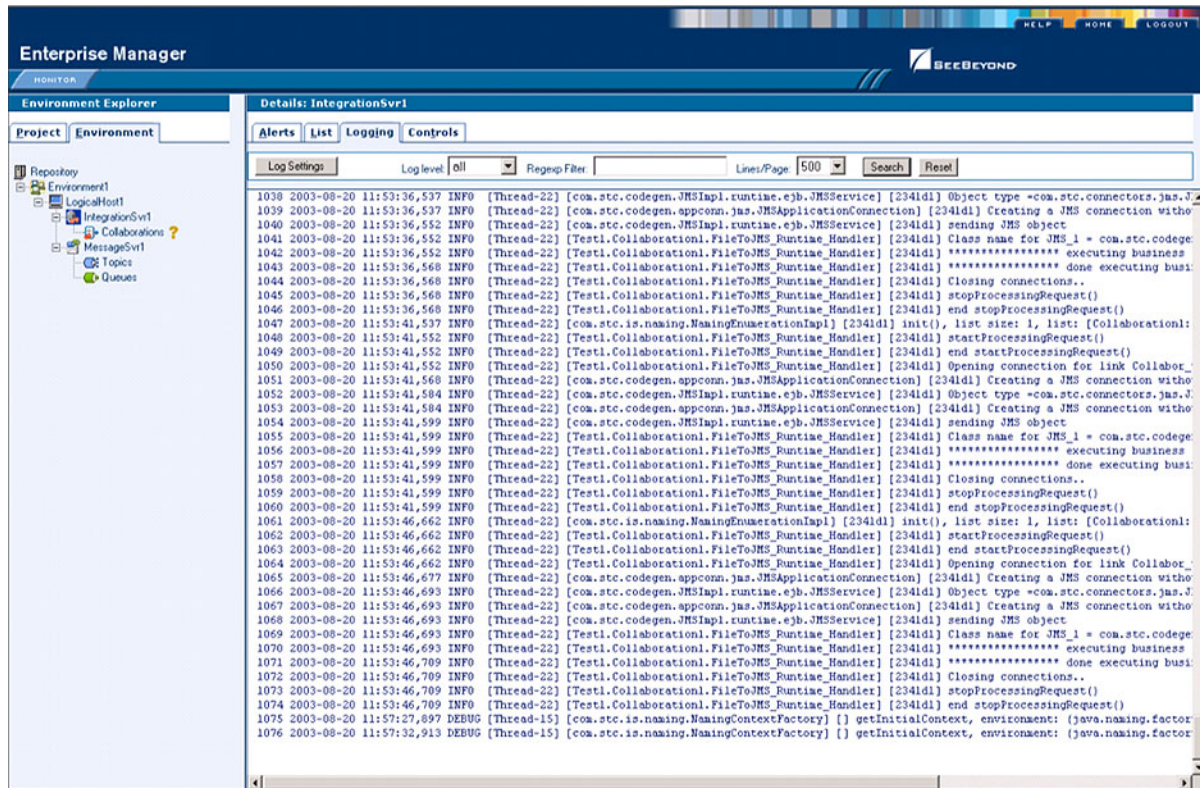 HELP HOME LOGOUT
Enterprise Manager
SEEBEYOND
MONITOR
Environment Explorer
Details: IntegrationSvr1
Project Environment
Alerts List Logging Controls
Log Settings Log level: all Regexp Filter: Lines/Page: 500 Search Reset
Repository
Environment1
LogicalHost1
IntegrationSvr1
Collaborations ?
MessageSvr1
Topics
Queues
1038 2003-08-20 11:53:36,537 INFO [Thread-22] [com.stc.codegen.JMSImpl.runtime.ejb.JMSService] [2341d1] Object type =com.stc.connectors.jms.J
1039 2003-08-20 11:53:36,537 INFO [Thread-22] [com.stc.codegen.appconn.jms.JMSApplicationConnection] [2341d1] Creating a JMS connection witho
1040 2003-08-20 11:53:36,552 INFO [Thread-22] [com.stc.codegen.JMSImpl.runtime.ejb.JMSService] [2341d1] sending JMS object
1041 2003-08-20 11:53:36,552 INFO [Thread-22] [Test1.Collaboration1.FileToJMS_Runtime_Handler] [2341d1] Class name for JMS_1 = com.stc.codege
1042 2003-08-20 11:53:36,552 INFO [Thread-22] [Test1.Collaboration1.FileToJMS_Runtime_Handler] [2341d1] ***************** executing business
1043 2003-08-20 11:53:36,568 INFO [Thread-22] [Test1.Collaboration1.FileToJMS_Runtime_Handler] [2341d1] ***************** done executing busi
1044 2003-08-20 11:53:36,568 INFO [Thread-22] [Test1.Collaboration1.FileToJMS_Runtime_Handler] [2341d1] Closing connections..
1045 2003-08-20 11:53:36,568 INFO [Thread-22] [Test1.Collaboration1.FileToJMS_Runtime_Handler] [2341d1] stopProcessingRequest()
1046 2003-08-20 11:53:36,568 INFO [Thread-22] [Test1.Collaboration1.FileToJMS_Runtime_Handler] [2341d1] end stopProcessingRequest()
1047 2003-08-20 11:53:41,537 INFO [Thread-22] [com.stc.is.naming.NamingEnumerationImpl] [2341d1] init(), list size: 1, list: [Collaboration1:
1048 2003-08-20 11:53:41,552 INFO [Thread-22] [Test1.Collaboration1.FileToJMS_Runtime_Handler] [2341d1] startProcessingRequest()
1049 2003-08-20 11:53:41,552 INFO [Thread-22] [Test1.Collaboration1.FileToJMS_Runtime_Handler] [2341d1] end startProcessingRequest()
1050 2003-08-20 11:53:41,552 INFO [Thread-22] [Test1.Collaboration1.FileToJMS_Runtime_Handler] [2341d1] Opening connection for link Collabor_
1051 2003-08-20 11:53:41,568 INFO [Thread-22] [com.stc.codegen.appconn.jms.JMSApplicationConnection] [2341d1] Creating a JMS connection witho
1052 2003-08-20 11:53:41,584 INFO [Thread-22] [com.stc.codegen.JMSImpl.runtime.ejb.JMSService] [2341d1] Object type =com.stc.connectors.jms.J
1053 2003-08-20 11:53:41,584 INFO [Thread-22] [com.stc.codegen.appconn.jms.JMSApplicationConnection] [2341d1] Creating a JMS connection witho
1054 2003-08-20 11:53:41,599 INFO [Thread-22] [com.stc.codegen.JMSImpl.runtime.ejb.JMSService] [2341d1] sending JMS object
1055 2003-08-20 11:53:41,599 INFO [Thread-22] [Test1.Collaboration1.FileToJMS_Runtime_Handler] [2341d1] Class name for JMS_1 = com.stc.codege
1056 2003-08-20 11:53:41,599 INFO [Thread-22] [Test1.Collaboration1.FileToJMS_Runtime_Handler] [2341d1] ***************** executing business
1057 2003-08-20 11:53:41,599 INFO [Thread-22] [Test1.Collaboration1.FileToJMS_Runtime_Handler] [2341d1] ***************** done executing busi
1058 2003-08-20 11:53:41,599 INFO [Thread-22] [Test1.Collaboration1.FileToJMS_Runtime_Handler] [2341d1] Closing connections..
1059 2003-08-20 11:53:41,599 INFO [Thread-22] [Test1.Collaboration1.FileToJMS_Runtime_Handler] [2341d1] stopProcessingRequest()
1060 2003-08-20 11:53:41,599 INFO [Thread-22] [Test1.Collaboration1.FileToJMS_Runtime_Handler] [2341d1] end stopProcessingRequest()
1061 2003-08-20 11:53:46,662 INFO [Thread-22] [com.stc.is.naming.NamingEnumerationImpl] [2341d1] init(), list size: 1, list: [Collaboration1:
1062 2003-08-20 11:53:46,662 INFO [Thread-22] [Test1.Collaboration1.FileToJMS_Runtime_Handler] [2341d1] startProcessingRequest()
1063 2003-08-20 11:53:46,662 INFO [Thread-22] [Test1.Collaboration1.FileToJMS_Runtime_Handler] [2341d1] end startProcessingRequest()
1064 2003-08-20 11:53:46,662 INFO [Thread-22] [Test1.Collaboration1.FileToJMS_Runtime_Handler] [2341d1] Opening connection for link Collabor_
1065 2003-08-20 11:53:46,677 INFO [Thread-22] [com.stc.codegen.appconn.jms.JMSApplicationConnection] [2341d1] Creating a JMS connection witho
1066 2003-08-20 11:53:46,693 INFO [Thread-22] [com.stc.codegen.JMSImpl.runtime.ejb.JMSService] [2341d1] Object type =com.stc.connectors.jms.J
1067 2003-08-20 11:53:46,693 INFO [Thread-22] [com.stc.codegen.appconn.jms.JMSApplicationConnection] [2341d1] Creating a JMS connection witho
1068 2003-08-20 11:53:46,693 INFO [Thread-22] [com.stc.codegen.JMSImpl.runtime.ejb.JMSService] [2341d1] sending JMS object
1069 2003-08-20 11:53:46,693 INFO [Thread-22] [Test1.Collaboration1.FileToJMS_Runtime_Handler] [2341d1] Class name for JMS_1 = com.stc.codege
1070 2003-08-20 11:53:46,693 INFO [Thread-22] [Test1.Collaboration1.FileToJMS_Runtime_Handler] [2341d1] ***************** executing business
1071 2003-08-20 11:53:46,709 INFO [Thread-22] [Test1.Collaboration1.FileToJMS_Runtime_Handler] [2341d1] ***************** done executing busi
1072 2003-08-20 11:53:46,709 INFO [Thread-22] [Test1.Collaboration1.FileToJMS_Runtime_Handler] [2341d1] Closing connections..
1073 2003-08-20 11:53:46,709 INFO [Thread-22] [Test1.Collaboration1.FileToJMS_Runtime_Handler] [2341d1] stopProcessingRequest()
1074 2003-08-20 11:53:46,709 INFO [Thread-22] [Test1.Collaboration1.FileToJMS_Runtime_Handler] [2341d1] end stopProcessingRequest()
1075 2003-08-20 11:57:27,897 DEBUG [Thread-15] [com.stc.is.naming.NamingContextFactory] [] getInitialContext, environment: (java.naming.factor
1076 2003-08-20 11:57:32,913 DEBUG [Thread-15] [com.stc.is.naming.NamingContextFactory] [] getInitialContext, environment: (java.naming.factor